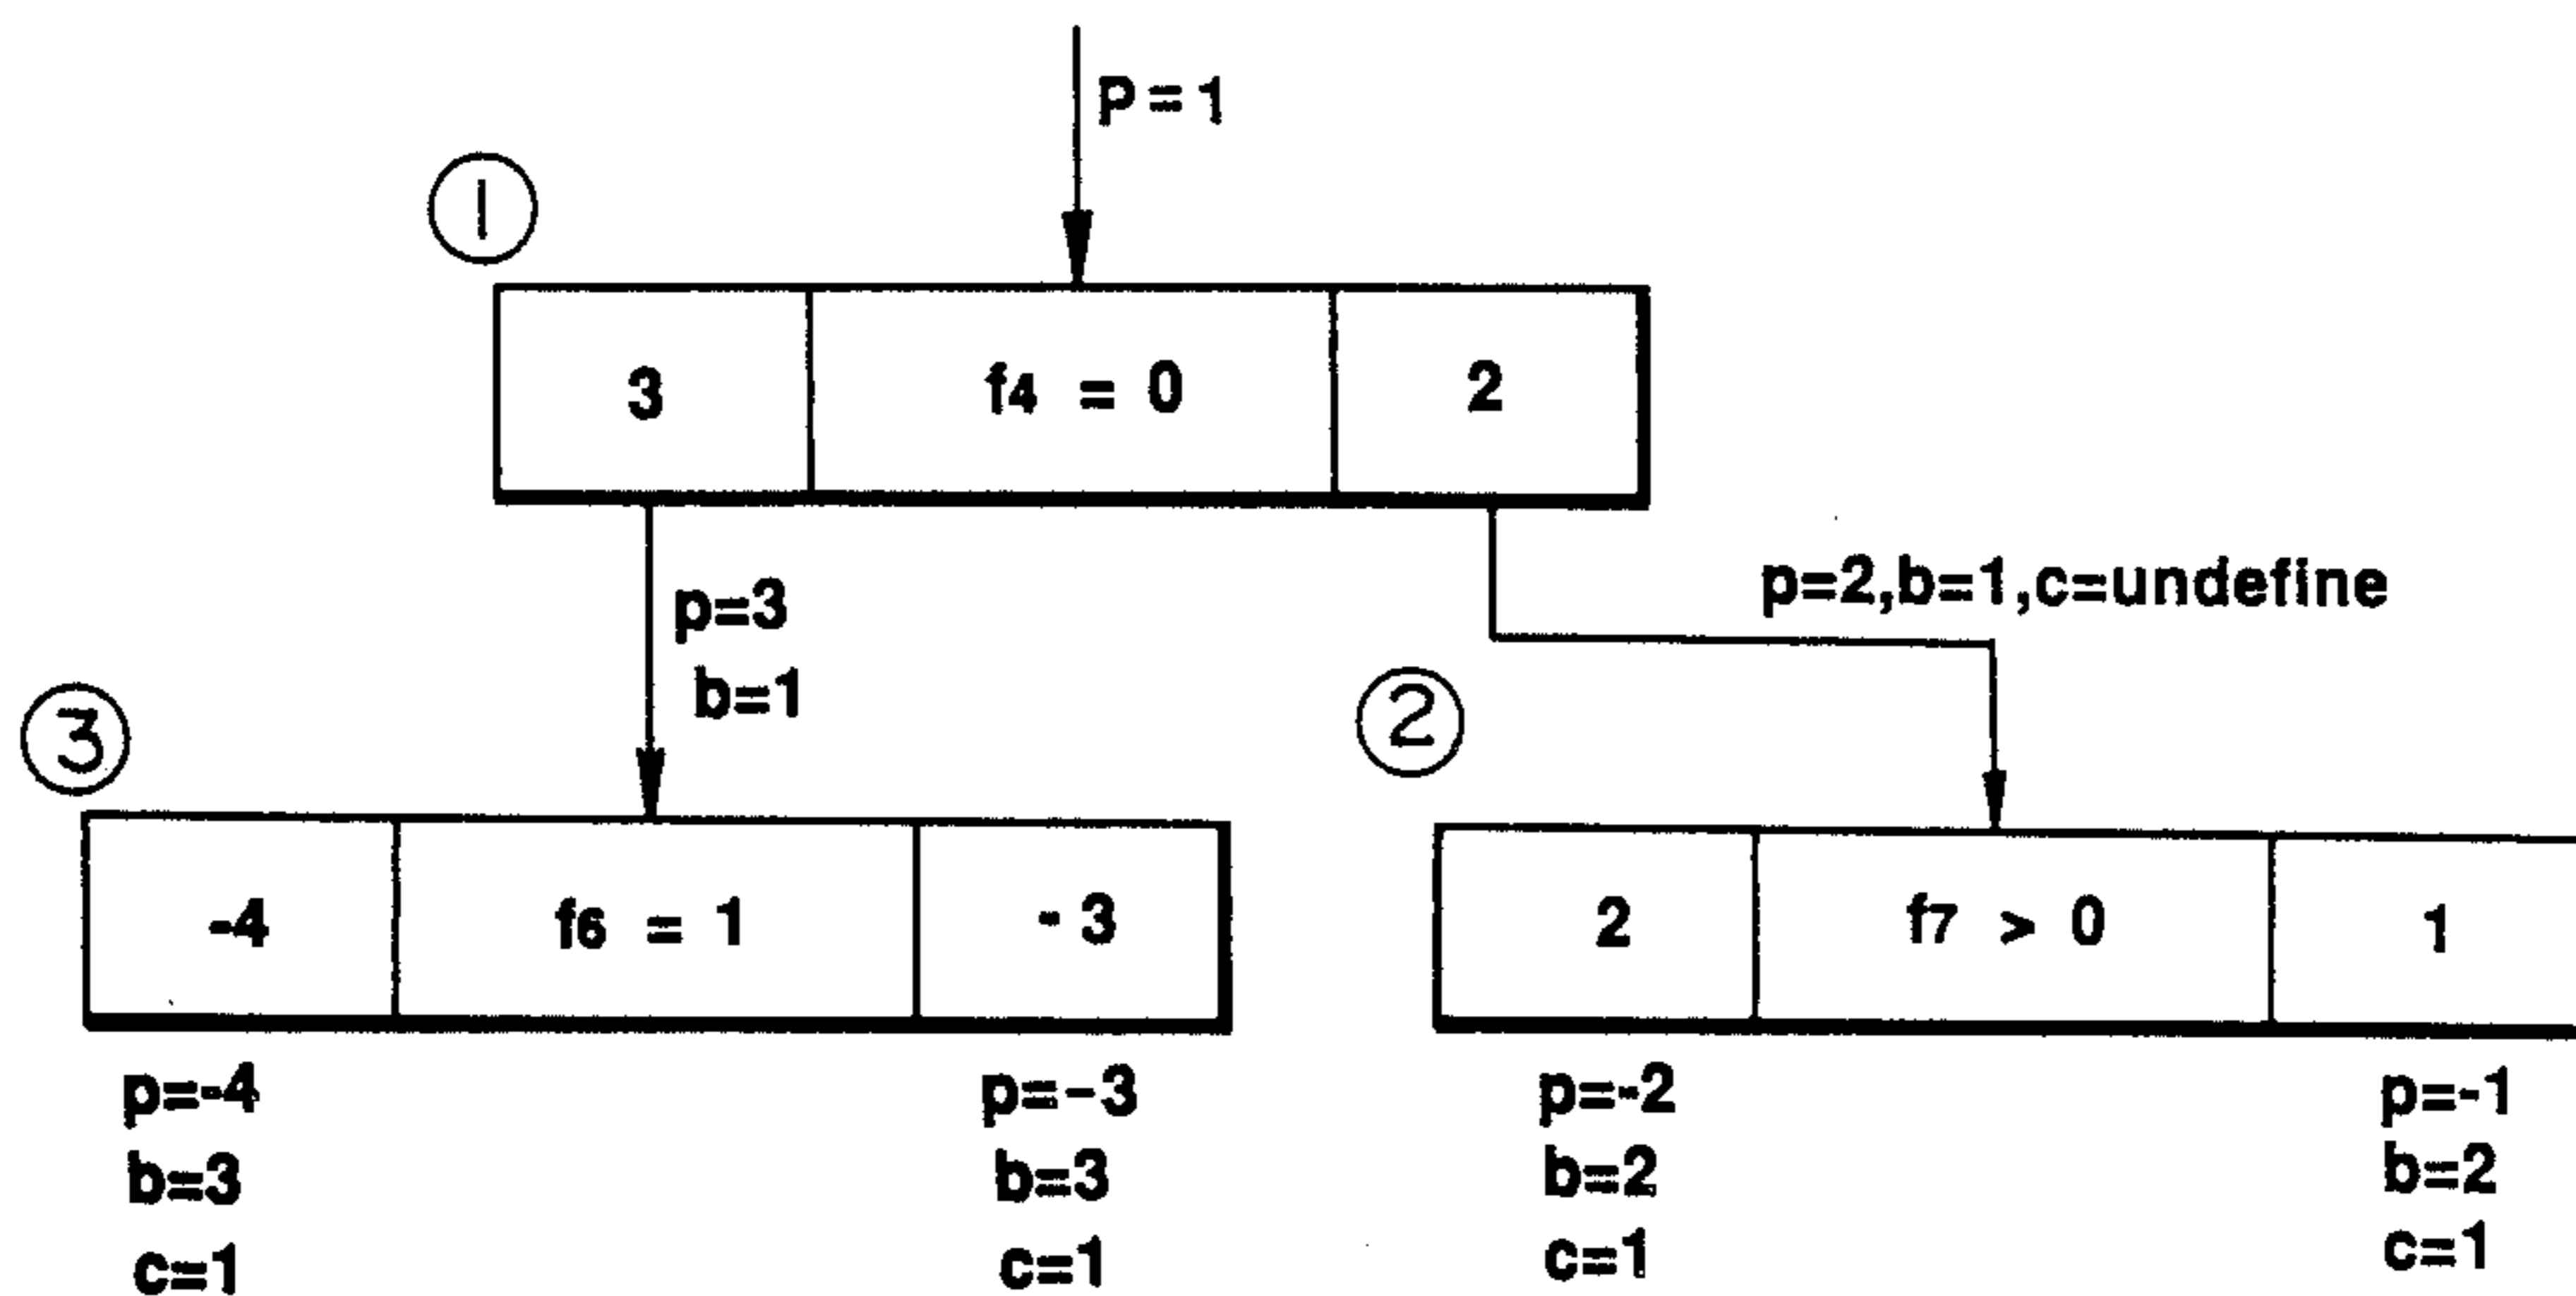 P=1
1
3 f4 = 0 2
p=3
b=1
p=2,b=1,c=undefine
3
2
-4 f6 = 1 -3
2 f7 > 0 1
p=-4
b=3
c=1
p=-3
b=3
c=1
p=-2
b=2
c=1
p=-1
b=2
c=1